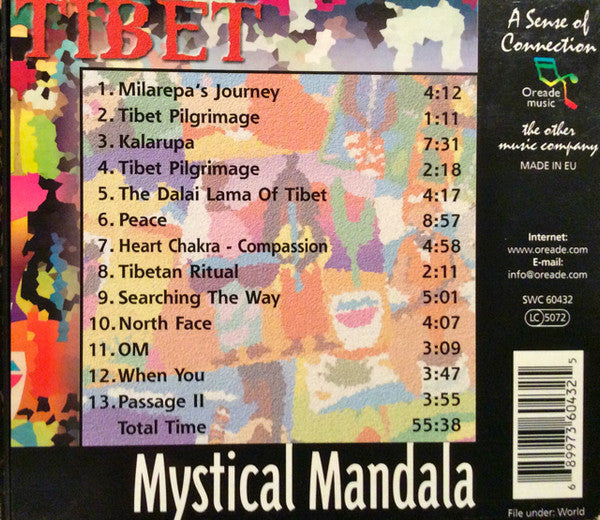 TIBET
1. Milarepa's Journey 4:12
2. Tibet Pilgrimage 1:11
3. Kalarupa 7:31
4. Tibet Pilgrimage 2:18
5. The Dalai Lama Of Tibet 4:17
6. Peace 8:57
7. Heart Chakra - Compassion 4:58
8. Tibetan Ritual 2:11
9. Searching The Way 5:01
10. North Face 4:07
11. OM 3:09
12. When You 3:47
13. Passage II 3:55
Total Time 55:38
Mystical Mandala
A Sense of
Connection
Oreade
music
the other
music company
MADE IN EU
Internet:
www.oreade.com
E-mail:
info@oreade.com
SWC 60432
LC 5072
6 89973 60432 5
File under: World